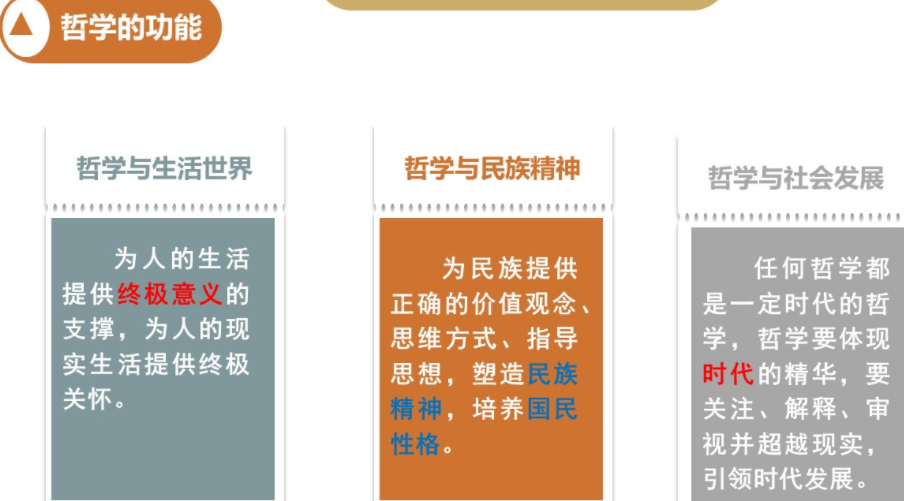 哲学的功能
哲学与生活世界
为人的生活
提供终极意义的
支撑，为人的现
实生活提供终极
关怀。
哲学与民族精神
为民族提供
正确的价值观念、
思维方式、指导
思想，塑造民族
精神，培养国民
性格。
哲学与社会发展
任何哲学都
是一定时代的哲
学，哲学要体现
时代的精华，要
关注、解释、审
视并超越现实，
引领时代发展。